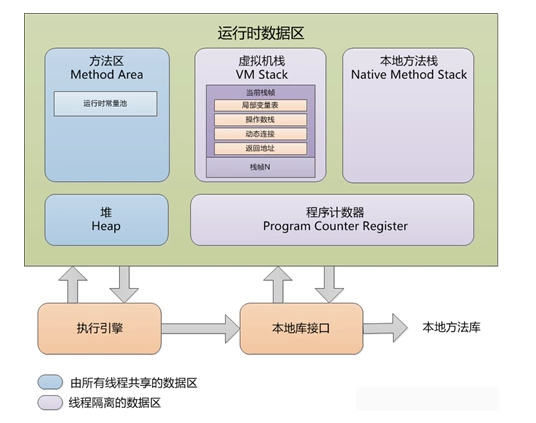 运行时数据区
方法区
Method Area
运行时常量池
虚拟机栈
VM Stack
当前栈帧
局部变量表
操作数栈
动态连接
返回地址
栈帧N
本地方法栈
Native Method Stack
堆
Heap
程序计数器
Program Counter Register
执行引擎
本地库接口
本地方法库
由所有线程共享的数据区
线程隔离的数据区